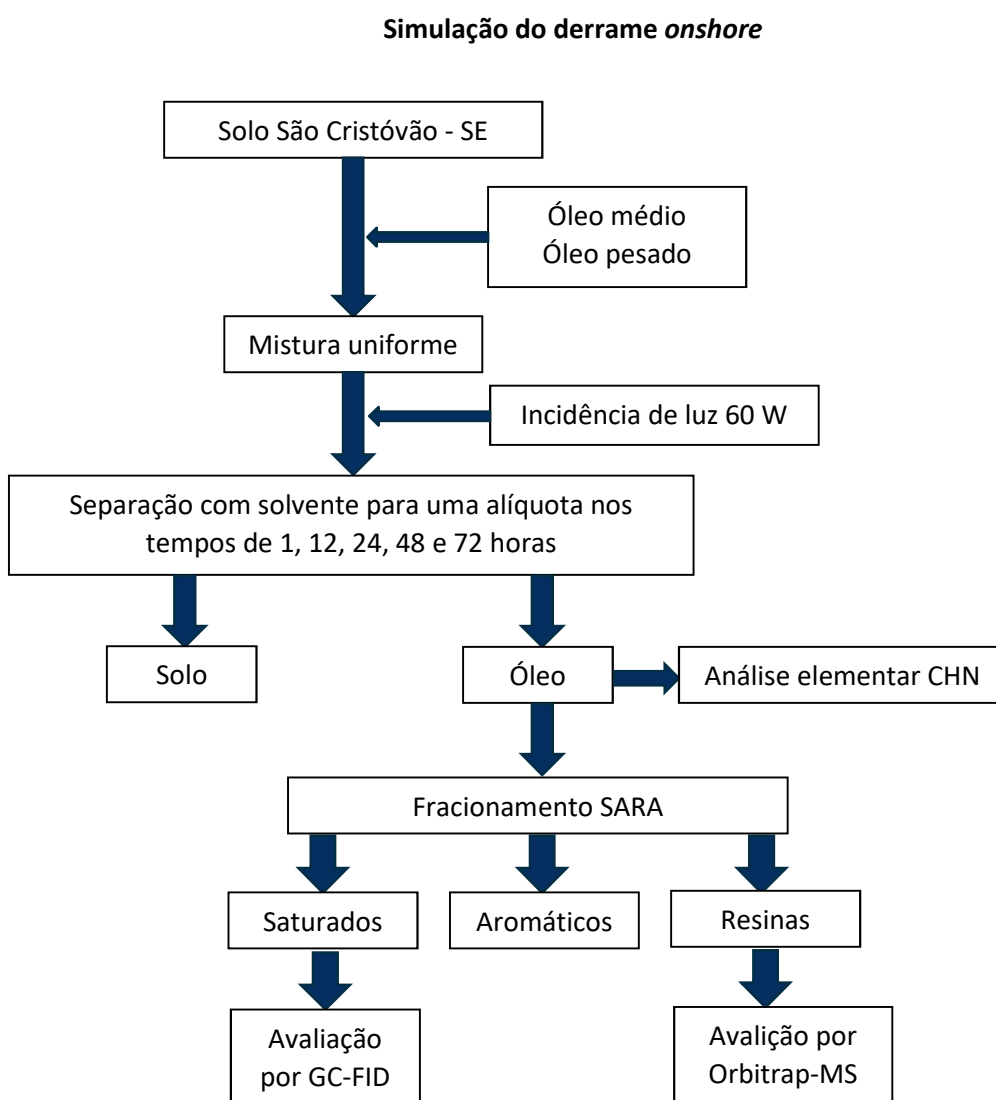 Simulação do derrame onshore
Solo São Cristóvão - SE
Óleo médio
Óleo pesado
Mistura uniforme
Incidência de luz 60 W
Separação com solvente para uma alíquota nos
tempos de 1, 12, 24, 48 e 72 horas
Solo
Óleo
Análise elementar CHN
Fracionamento SARA
Saturados
Aromáticos
Resinas
Avaliação
por GC-FID
Avalição por
Orbitrap-MS